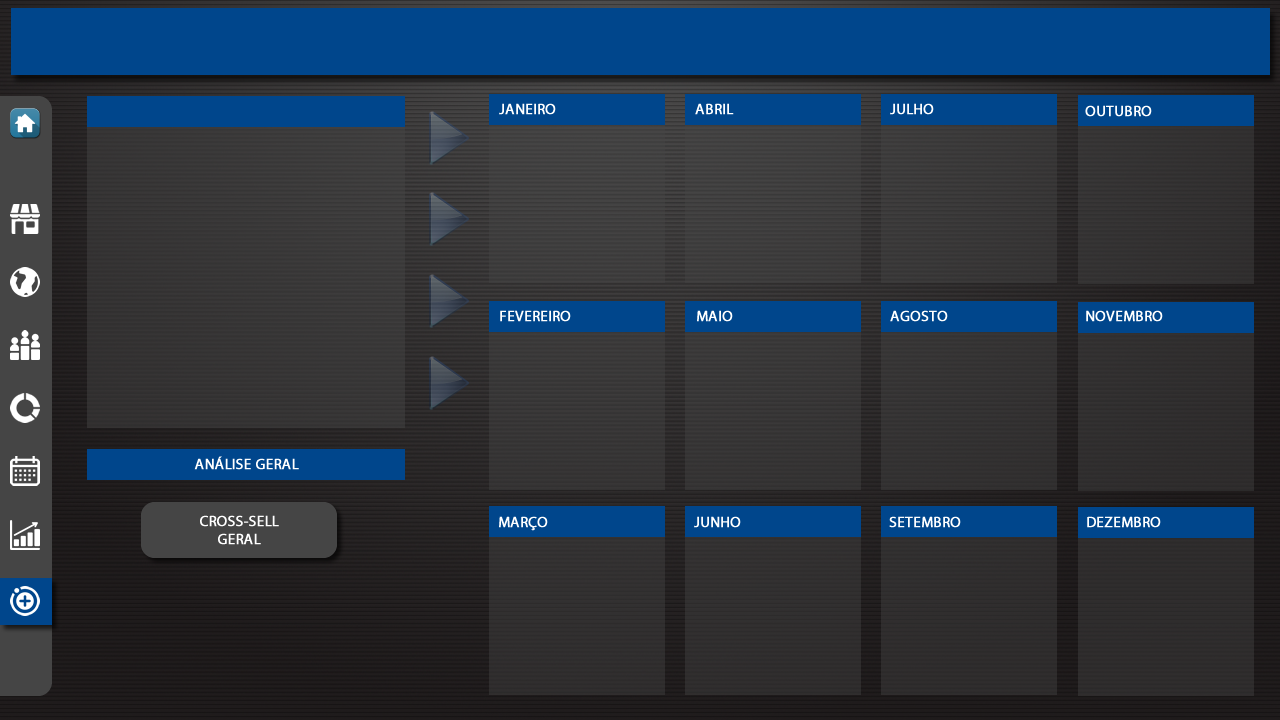 JANEIRO
ABRIL
JULHO
OUTUBRO
FEVEREIRO
MAIO
AGOSTO
NOVEMBRO
ANÁLISE GERAL
CROSS-SELL
GERAL
MARÇO
JUNHO
SETEMBRO
DEZEMBRO